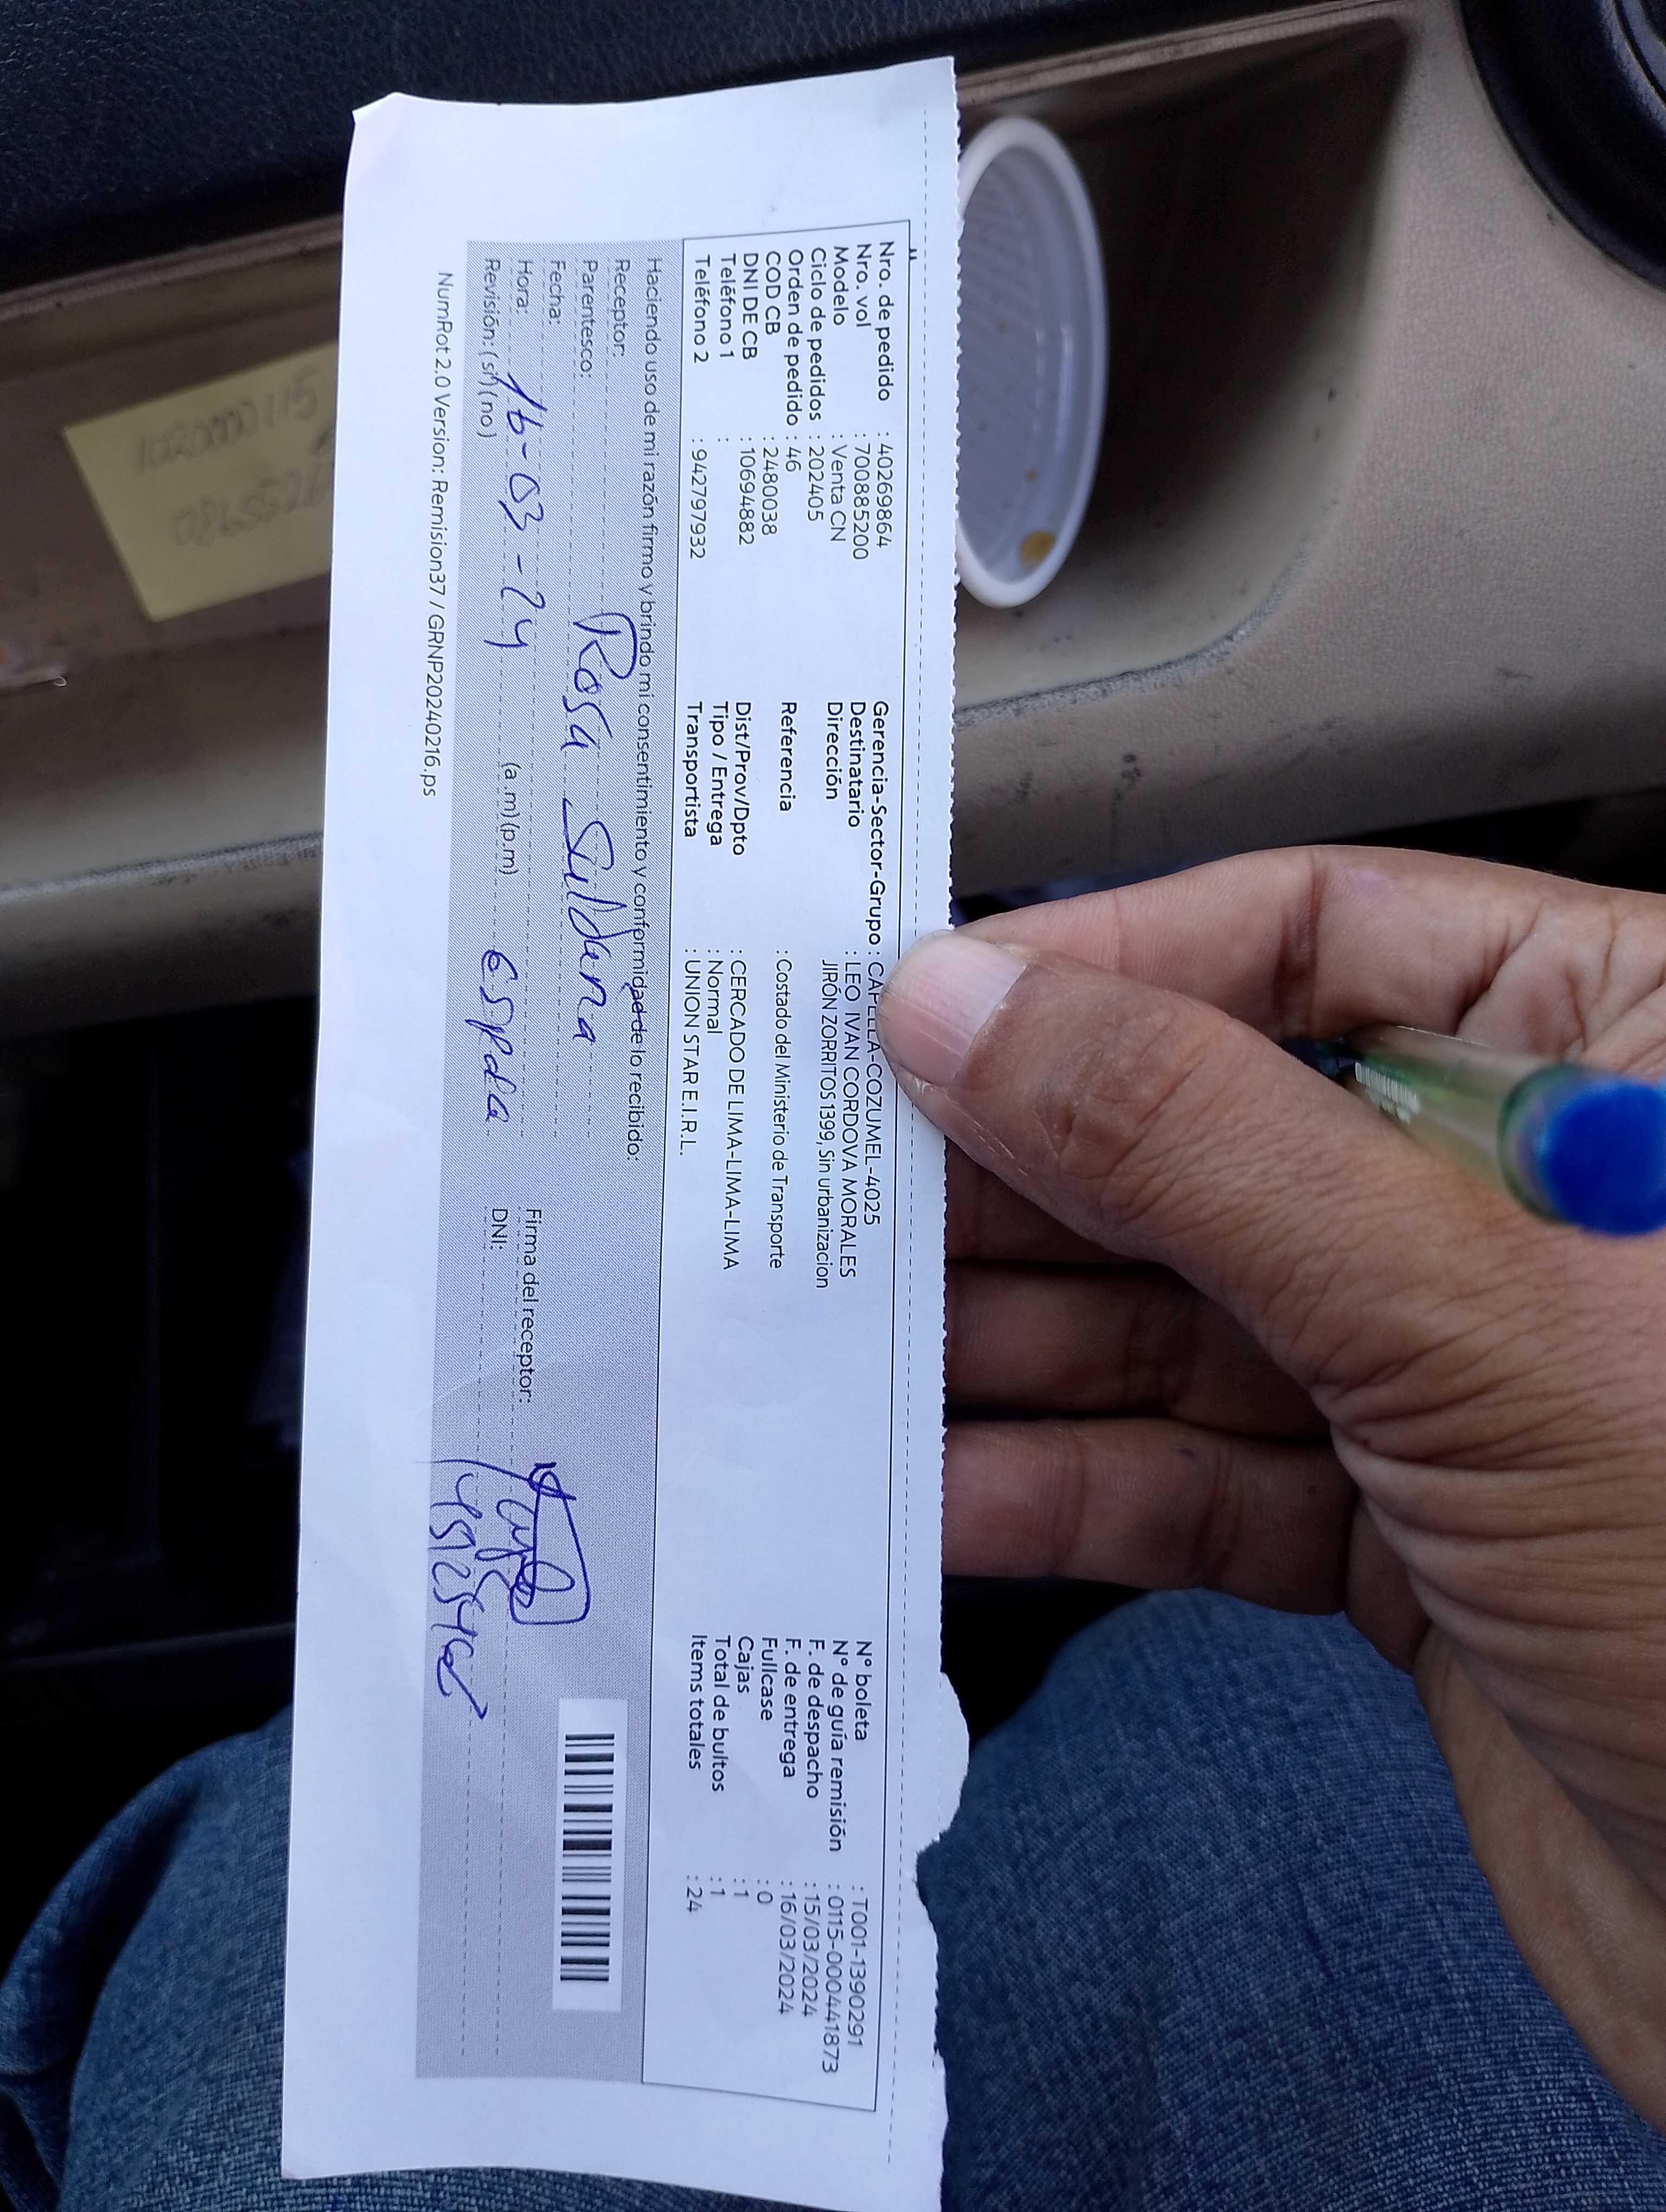 Nro. de pedido : 40269864
Nro. vol : 700885200
Modelo : Venta CN
Ciclo de pedidos : 202405
Orden de pedido : 46
COD CB : 2480038
DNI DE CB : 10694882
Teléfono 1 :
Teléfono 2 : 942797932
Gerencia-Sector-Grupo : CAPELLA-COZUMEL-4025
Destinatario : LEO IVAN CORDOVA MORALES
Dirección JIRÓN ZORRITOS 1399, Sin urbanizacion
Referencia : Costado del Ministerio de Transporte
Dist/Prov/Dpto : CERCADO DE LIMA-LIMA-LIMA
Tipo / Entrega : Normal
Transportista : UNION STAR E.I.R.L.
N° boleta : T001-1390291
N° de guía remisión : 0115-000441873
F. de despacho : 15/03/2024
F. de entrega : 16/03/2024
Fullcase : 0
Cajas : 1
Total de bultos : 1
Items totales : 24
Haciendo uso de mi razón firmo y brindo mi consentimiento y conformidad de lo recibido:
Receptor: Rosa
Parentesco:
Fecha: 16-03-24
Hora: (a.m)(p.m)
Revisión: (si)(no)
Firma del receptor:
DNI:
NumRot 2.0 Version: Remision37 / GRNP20240216.ps